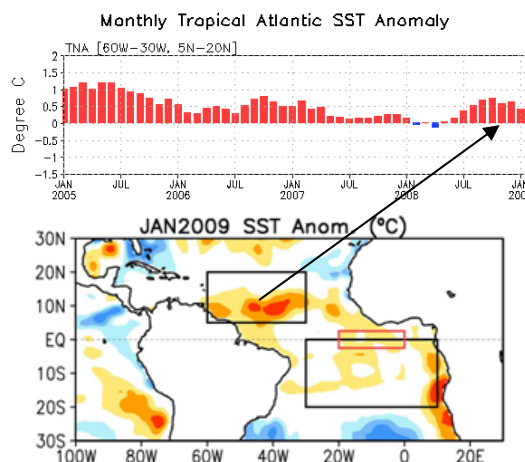 Monthly Tropical Atlantic SST Anomaly
TNA [60W-30W, 5N-20N]
Degree C
2
1.5
1
0.5
0
-0.5
-1
-1.5
JAN JUL JAN JUL JAN JUL JAN JUL JAN
2005 2006 2007 2008
JAN2009 SST Anom. (°C)
30N
20N
10N
EQ
10S
20S
30S
100W 80W 60W 40W 20W 0 20E